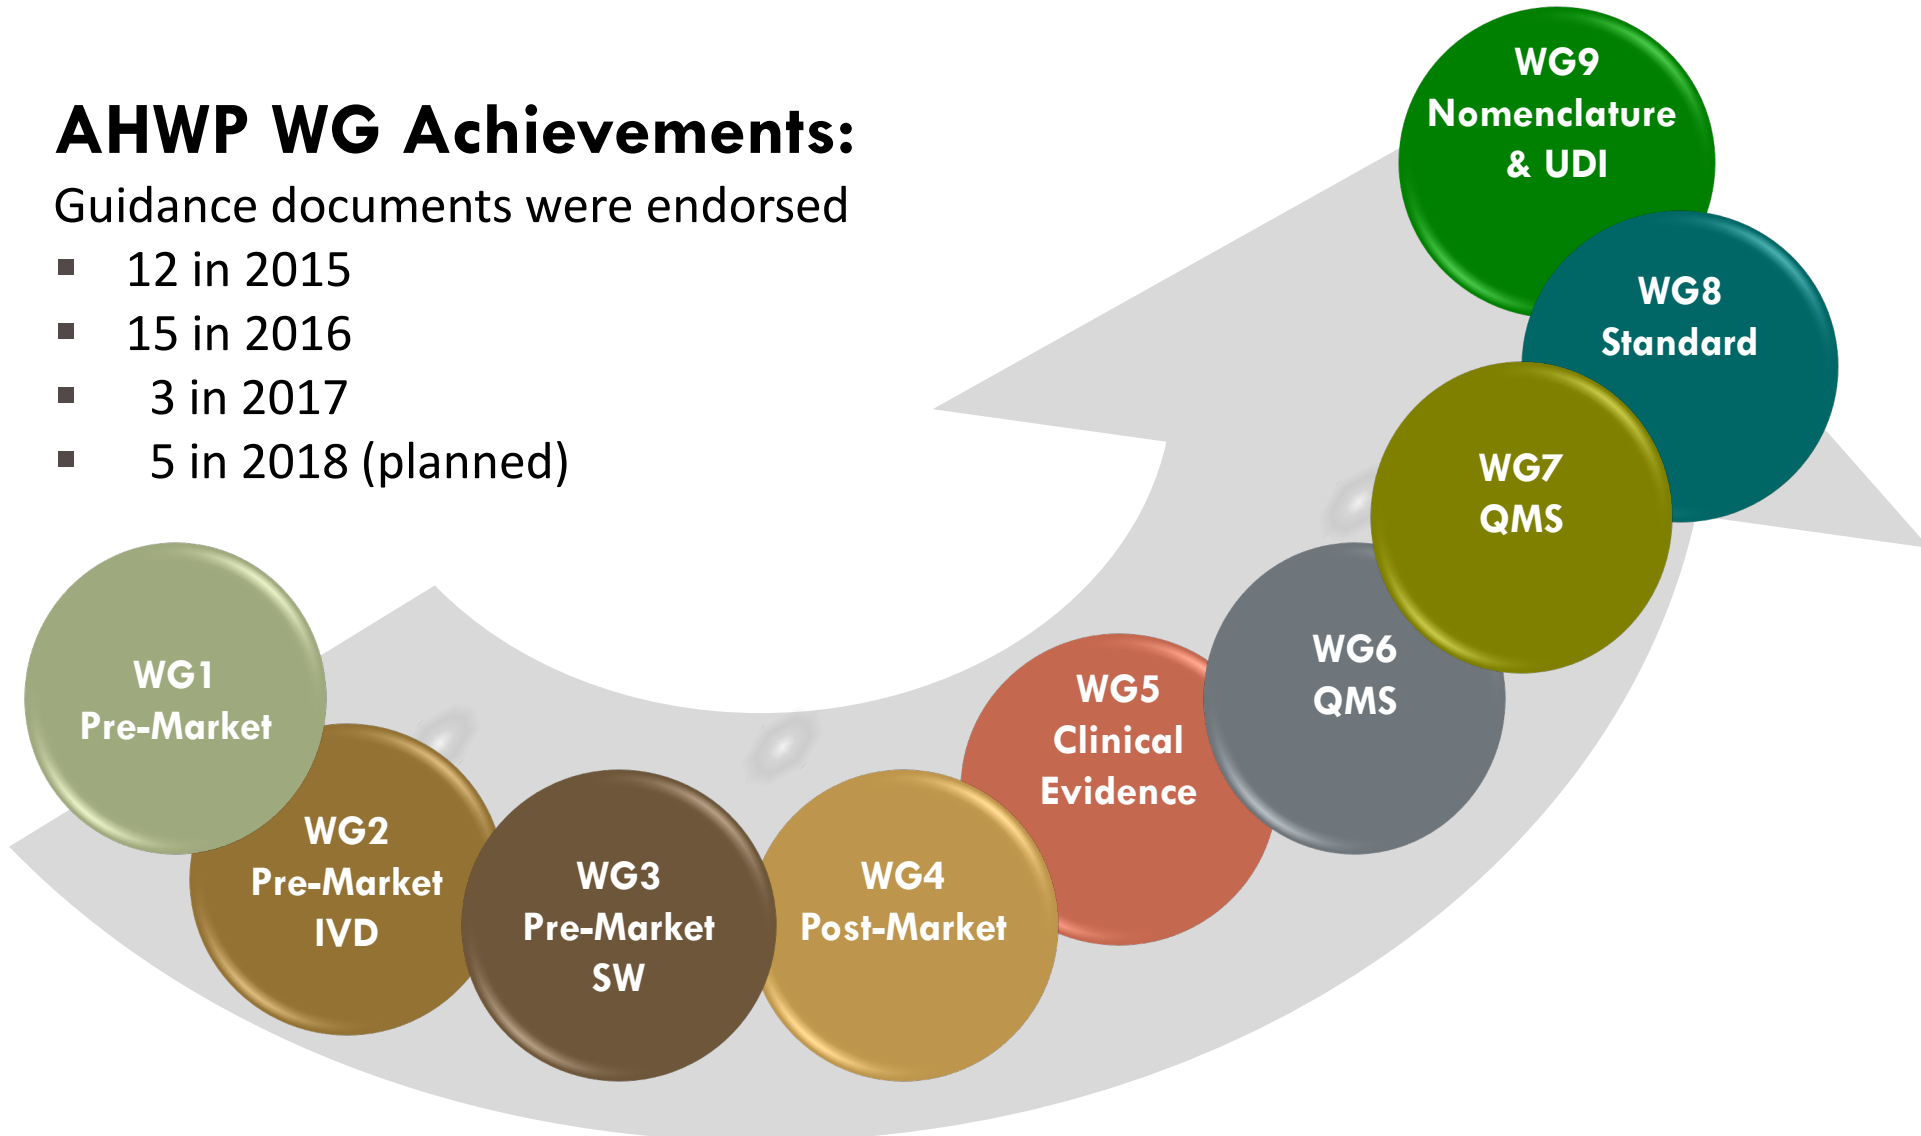 AHWP WG Achievements:
Guidance documents were endorsed
▪ 12 in 2015
▪ 15 in 2016
▪ 3 in 2017
▪ 5 in 2018 (planned)
WG1
Pre-Market
WG2
Pre-Market
IVD
WG3
Pre-Market
SW
WG4
Post-Market
WG5
Clinical
Evidence
WG6
QMS
WG7
QMS
WG8
Standard
WG9
Nomenclature
& UDI